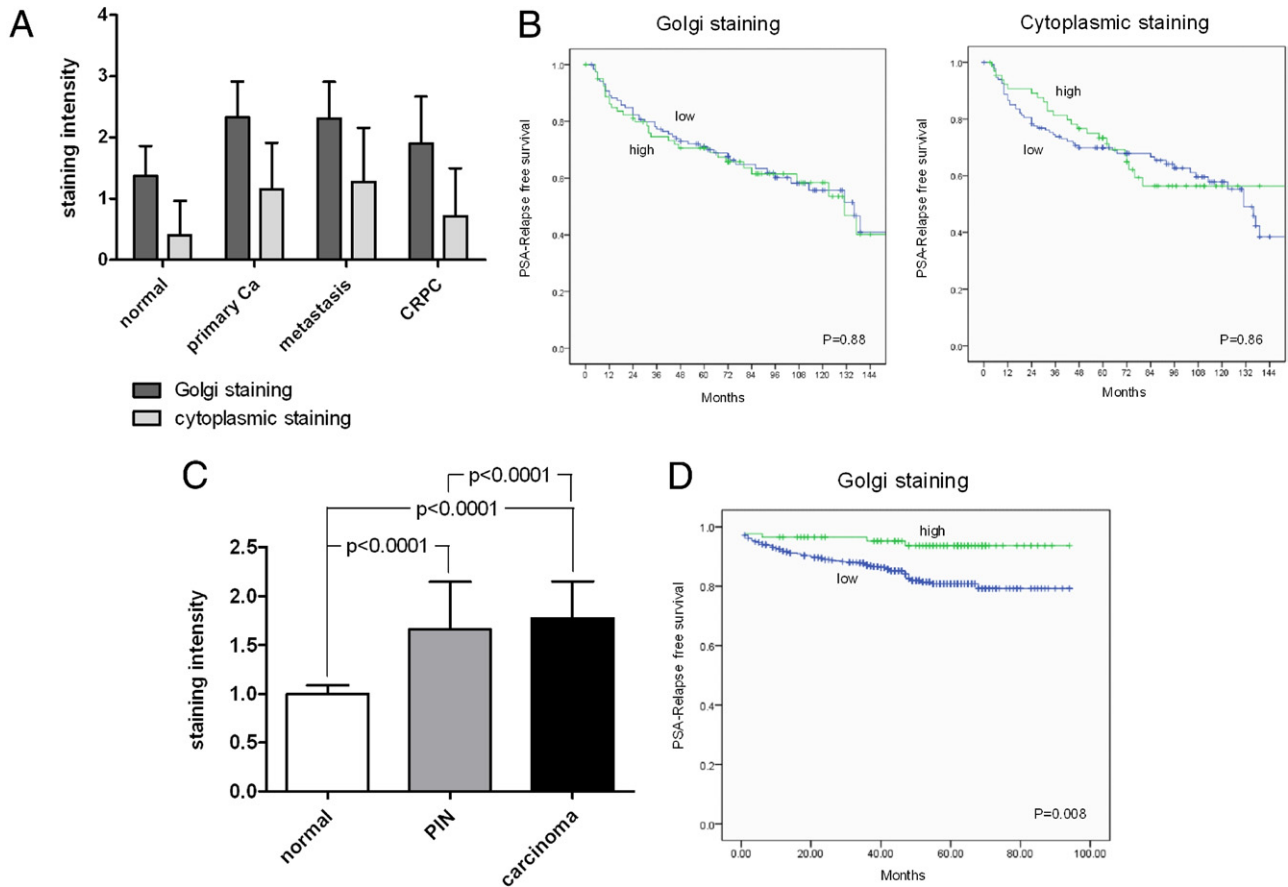 A
staining intensity
4
3
2
1
0
normal
primary Ca
metastasis
CRPC
Golgi staining
cytoplasmic staining
B
Golgi staining
PSA-Relapse free survival
1.0
0.8
0.6
0.4
0.2
0.0
low
high
P=0.88
0 12 24 36 48 60 72 84 96 108 120 132 144
Months
Cytoplasmic staining
PSA-Relapse free survival
1.0
0.8
0.6
0.4
0.2
0.0
high
low
P=0.86
0 12 24 36 48 60 72 84 96 108 120 132 144
Months
C
p<0.0001
p<0.0001
p<0.0001
staining intensity
2.5
2.0
1.5
1.0
0.5
0.0
normal
PIN
carcinoma
D
Golgi staining
PSA-Relapse free survival
1.0
0.8
0.6
0.4
0.2
0.0
high
low
P=0.008
0.00 20.00 40.00 60.00 80.00 100.00
Months